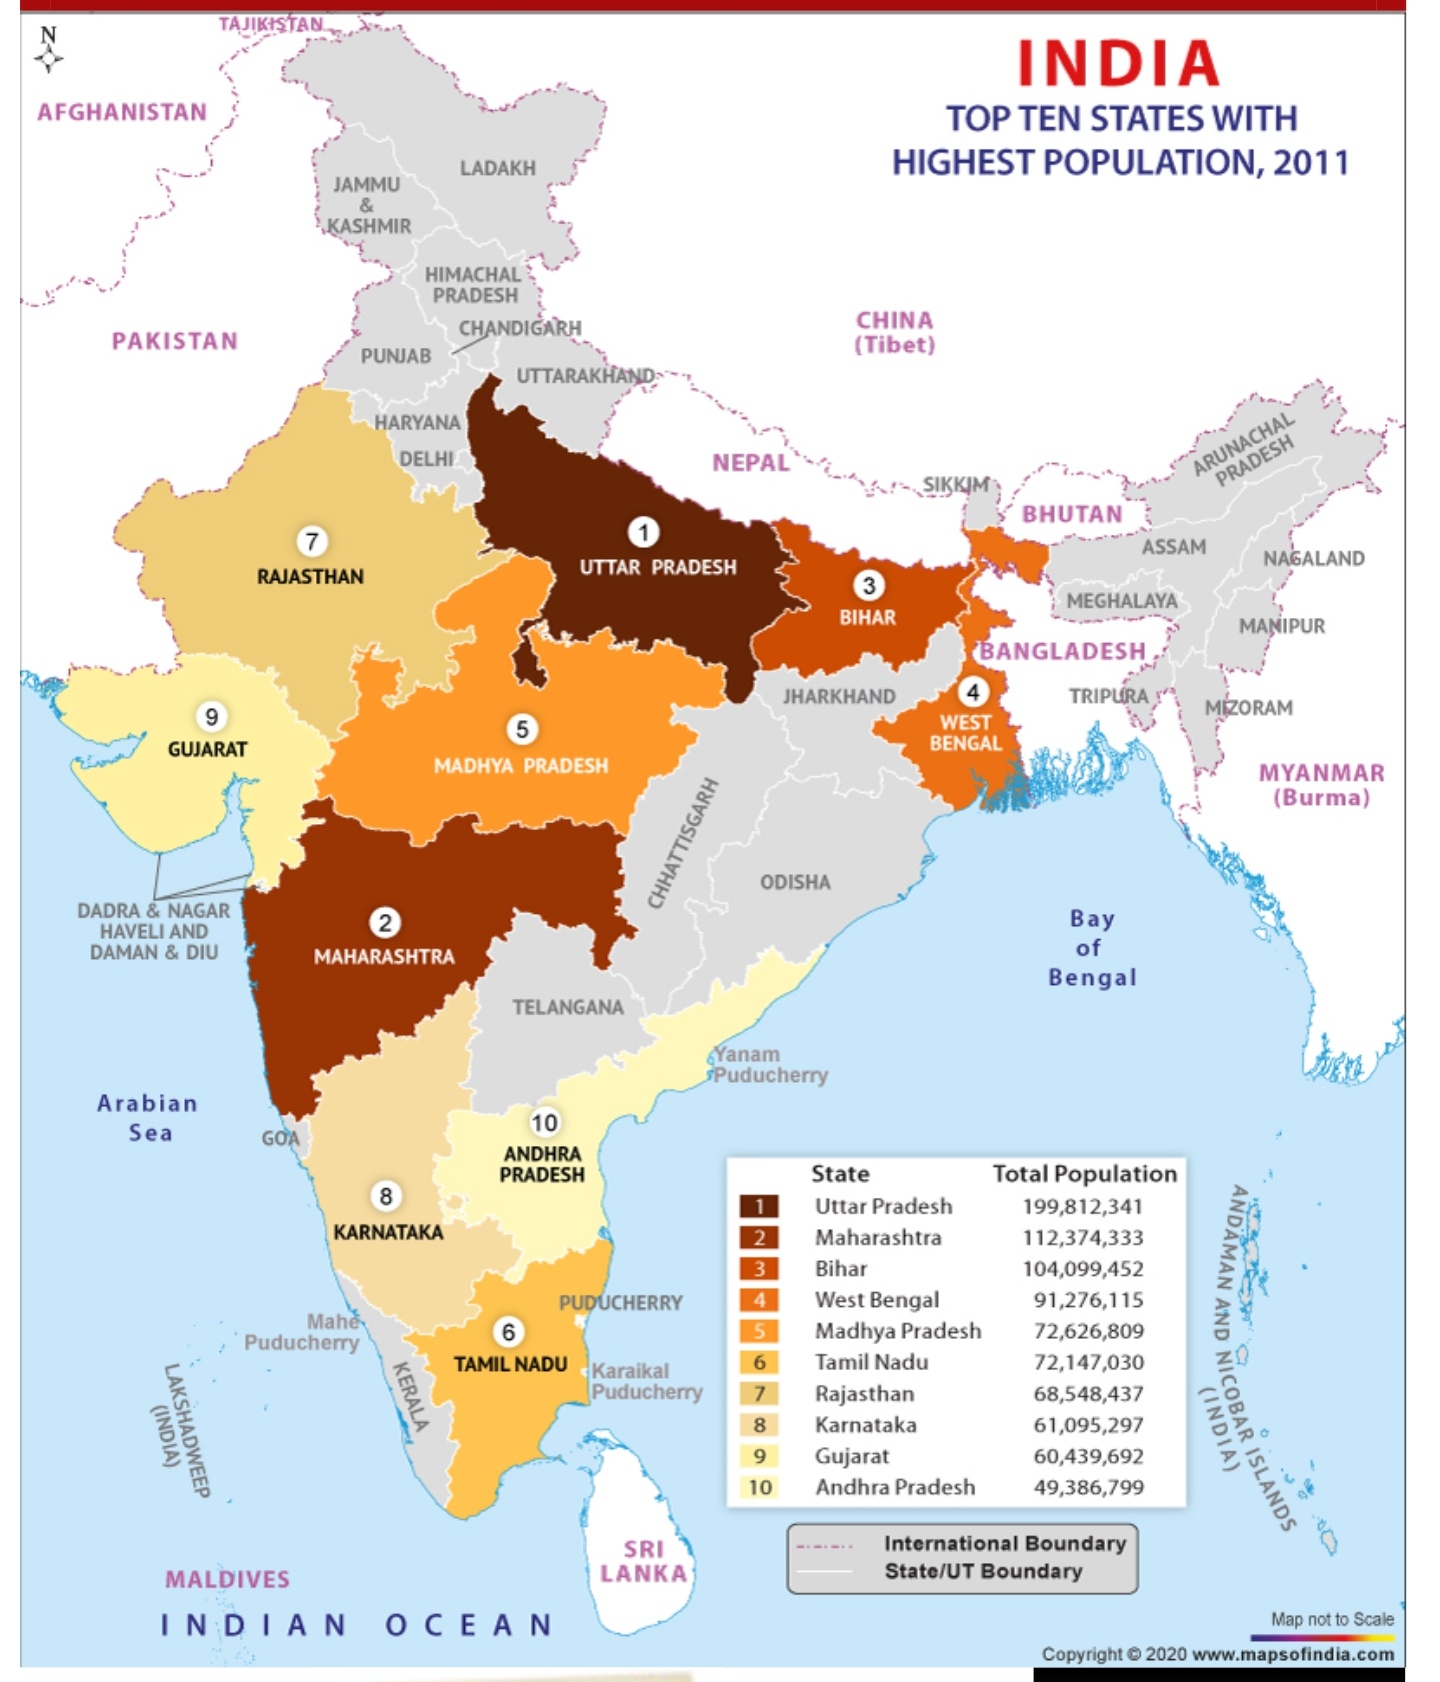 N
TAJIKISTAN
AFGHANISTAN
INDIA
TOP TEN STATES WITH
HIGHEST POPULATION, 2011
LADAKH
JAMMU
&
KASHMIR
HIMACHAL
PRADESH
CHANDIGARH
PAKISTAN
PUNJAB
UTTARAKHAND
CHINA
(Tibet)
HARYANA
DELHI
NEPAL
SIKKIM
BHUTAN
ARUNACHAL
PRADESH
ASSAM
NAGALAND
MEGHALAYA
MANIPUR
BANGLADESH
TRIPURA
MIZORAM
MYANMAR
(Burma)
7
RAJASTHAN
1
UTTAR PRADESH
3
BIHAR
JHARKHAND
4
WEST
BENGAL
9
GUJARAT
5
MADHYA PRADESH
CHHATTISGARH
ODISHA
DADRA & NAGAR
HAVELI AND
DAMAN & DIU
2
MAHARASHTRA
TELANGANA
Bay
of
Bengal
Yanam
Puducherry
Arabian
Sea
GOA
10
ANDHRA
PRADESH
8
KARNATAKA
Mahe
Puducherry
PUDUCHERRY
6
TAMIL NADU
Karaikal
Puducherry
KERALA
LAKSHADWEEP
(INDIA)
ANDAMAN AND NICOBAR ISLANDS
(INDIA)
State Total Population
1 Uttar Pradesh 199,812,341
2 Maharashtra 112,374,333
3 Bihar 104,099,452
4 West Bengal 91,276,115
5 Madhya Pradesh 72,626,809
6 Tamil Nadu 72,147,030
7 Rajasthan 68,548,437
8 Karnataka 61,095,297
9 Gujarat 60,439,692
10 Andhra Pradesh 49,386,799
International Boundary
State/UT Boundary
SRI
LANKA
MALDIVES
INDIAN OCEAN
Map not to Scale
Copyright © 2020 www.mapsofindia.com